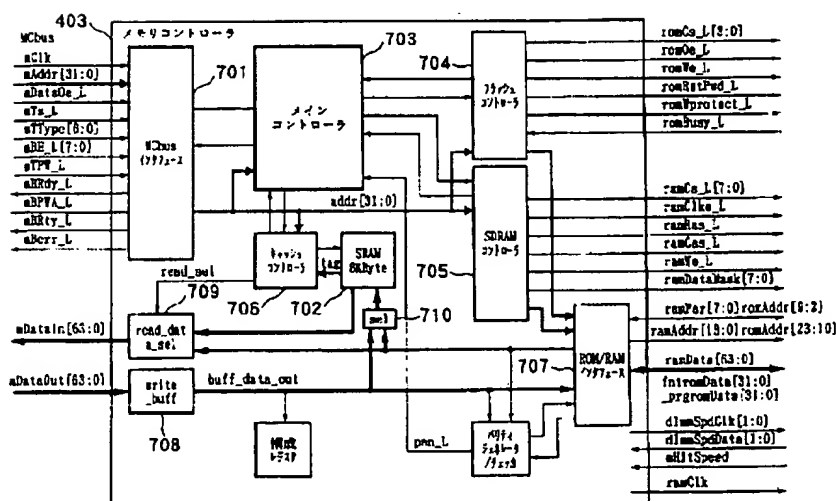 403
メモリコントローラ
MCbus
mClk
mAddr[31:0]
mDataOe_L
mTs_L
mTType[6:0]
mBE_L[7:0]
mTPW_L
mBRdy_L
mBPWA_L
mBRty_L
mBerr_L
701
MCbus
インタフェース
703
メイン
コントローラ
704
フラッシュ
コントローラ
romCs_L[3:0]
romOe_L
romWe_L
romRstPwd_L
romWprotect_L
romBusy_L
addr[31:0]
705
SDRAM
コントローラ
ramCs_L[7:0]
ramClke_L
ramRas_L
ramCas_L
ramWe_L
ramDataMask[7:0]
キャッシュ
コントローラ
706
tag
SRAM
8KByte
702
read_sel
709
read_dat
a_sel
mDataIn[63:0]
sel
710
707
ROM/RAM
インタフェース
ramPar[7:0]romAddr[9:2]
ramAddr[13:0]romAddr[23:10]
ramData[63:0]
fntromData[31:0]
_prgromData[31:0]
mDataOut[63:0]
write
_buff
708
buff_data_out
構成
レジスタ
pen_L
パリティ
ジェネレータ
/チェッカ
dimmSpdClk[1:0]
dimmSpdData[1:0]
mHitSpeed
ramClk